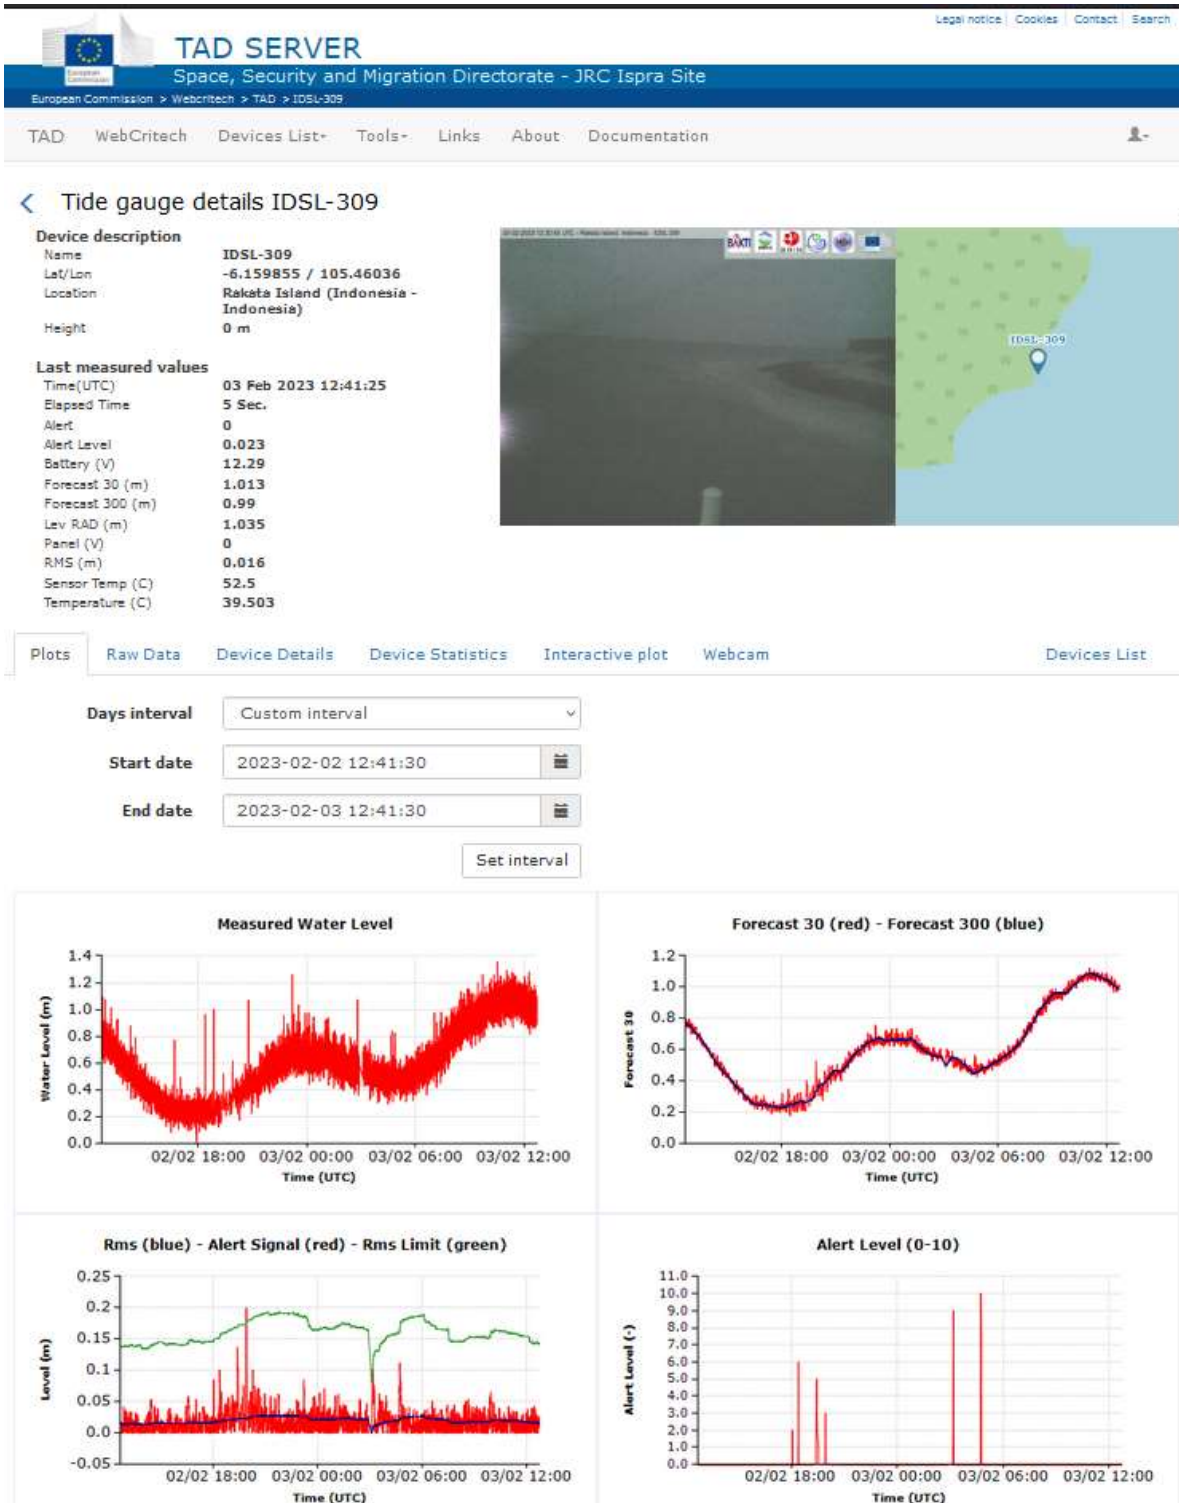 Legal notice Cookies Contact Search
TAD SERVER
European
Commission
Space, Security and Migration Directorate - JRC Ispra Site
European Commission > Webcritech > TAD > IDSL-309
TAD WebCritech Devices List Tools Links About Documentation
Tide gauge details IDSL-309
Device description
Name IDSL-309
Lat/Lon -6.159855 / 105.46036
Location Rakata Island (Indonesia -
Indonesia)
Height 0 m
BAKTI
IDSL-309
Last measured values
Time(UTC) 03 Feb 2023 12:41:25
Elapsed Time 5 Sec.
Alert 0
Alert Level 0.023
Battery (V) 12.29
Forecast 30 (m) 1.013
Forecast 300 (m) 0.99
Lev RAD (m) 1.035
Panel (V) 0
RMS (m) 0.016
Sensor Temp (C) 52.5
Temperature (C) 39.503
Plots Raw Data Device Details Device Statistics Interactive plot Webcam Devices List
Days interval Custom interval
Start date 2023-02-02 12:41:30
End date 2023-02-03 12:41:30
Set interval
Measured Water Level
Water Level (m)
1.4
1.2
1.0
0.8
0.6
0.4
0.2
0.0
02/02 18:00 03/02 00:00 03/02 06:00 03/02 12:00
Time (UTC)
Forecast 30 (red) - Forecast 300 (blue)
Forecast 30
1.2
1.0
0.8
0.6
0.4
0.2
0.0
02/02 18:00 03/02 00:00 03/02 06:00 03/02 12:00
Time (UTC)
Rms (blue) - Alert Signal (red) - Rms Limit (green)
Level (m)
0.25
0.2
0.15
0.1
0.05
0.0
-0.05
02/02 18:00 03/02 00:00 03/02 06:00 03/02 12:00
Time (UTC)
Alert Level (0-10)
Alert Level (-)
11.0
10.0
9.0
8.0
7.0
6.0
5.0
4.0
3.0
2.0
1.0
0.0
02/02 18:00 03/02 00:00 03/02 06:00 03/02 12:00
Time (UTC)